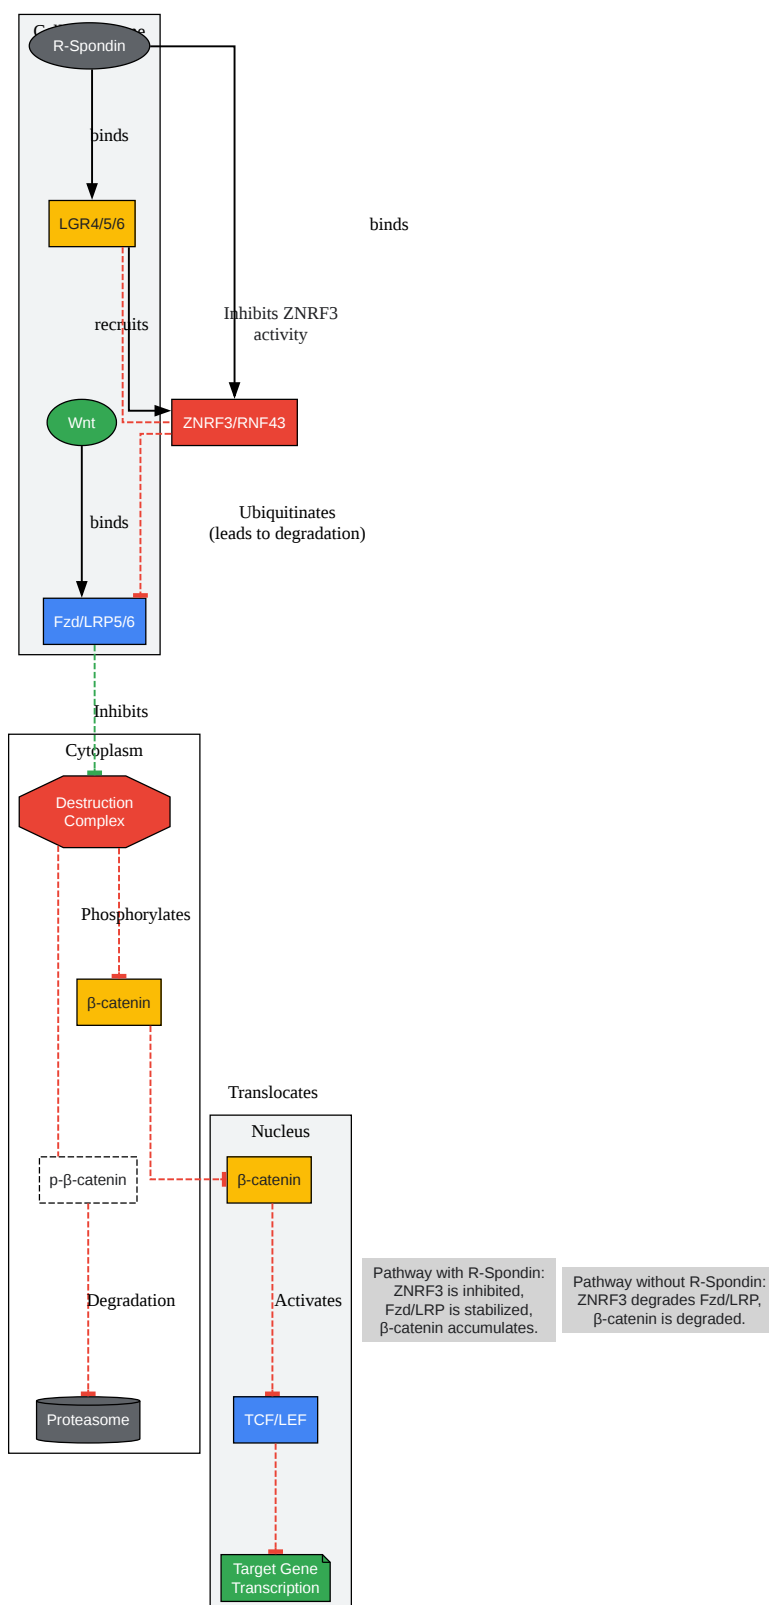 R-Spondin
binds
LGR4/5/6
binds
recruits
Inhibits ZNRF3
activity
Wnt
ZNRF3/RNF43
binds
Ubiquitinates
(leads to degradation)
Fzd/LRP5/6
Inhibits
Cytoplasm
Destruction
Complex
Phosphorylates
β-catenin
Translocates
Nucleus
p-β-catenin
β-catenin
Degradation
Activates
Pathway with R-Spondin:
ZNRF3 is inhibited,
Fzd/LRP is stabilized,
β-catenin accumulates.
Pathway without R-Spondin:
ZNRF3 degrades Fzd/LRP,
β-catenin is degraded.
Proteasome
TCF/LEF
Target Gene
Transcription